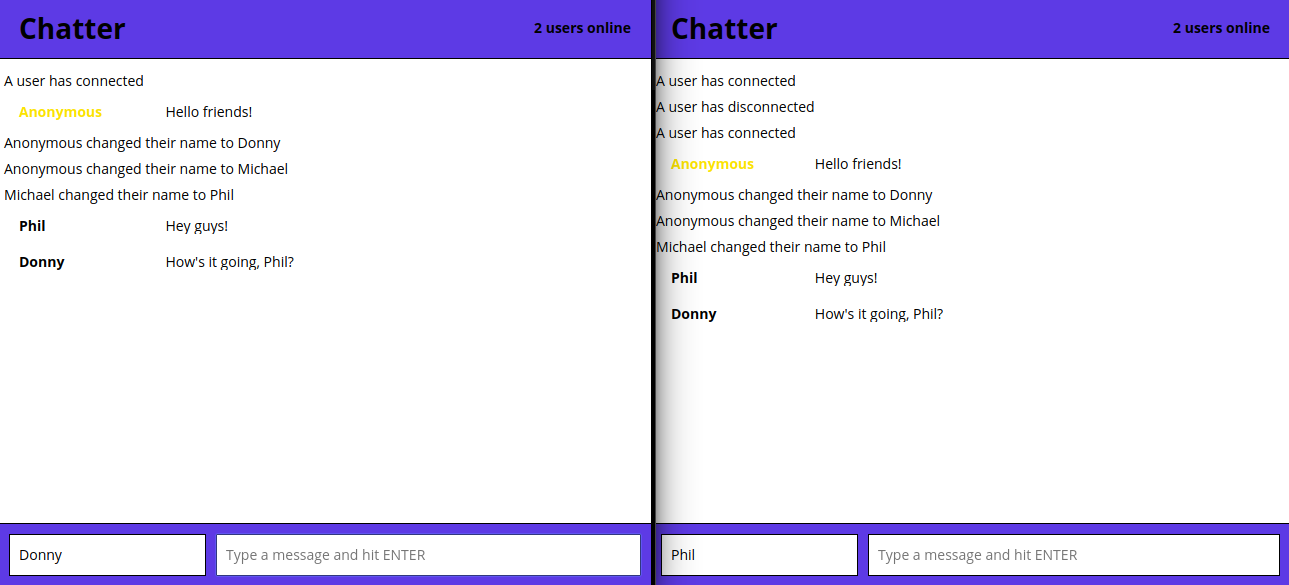 Chatter
2 users online
A user has connected
Anonymous Hello friends!
Anonymous changed their name to Donny
Anonymous changed their name to Michael
Michael changed their name to Phil
Phil Hey guys!
Donny How's it going, Phil?
Donny
Type a message and hit ENTER
Chatter
2 users online
A user has connected
A user has disconnected
A user has connected
Anonymous Hello friends!
Anonymous changed their name to Donny
Anonymous changed their name to Michael
Michael changed their name to Phil
Phil Hey guys!
Donny How's it going, Phil?
Phil
Type a message and hit ENTER